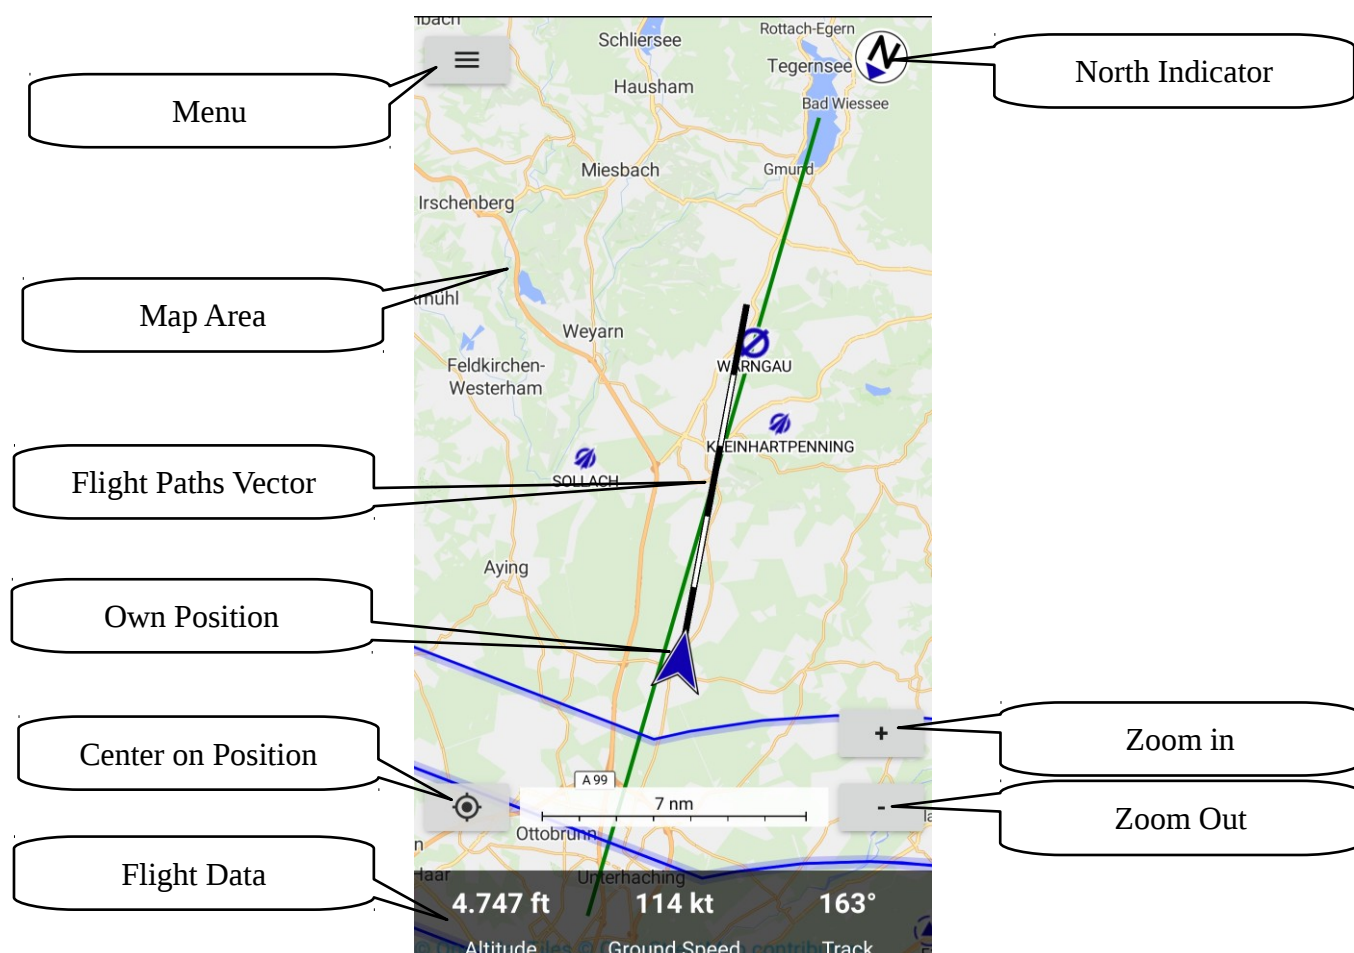 Schliersee
Rottach-Egern
N
Tegernsee
North Indicator
Menu
Hausham
Bad Wiessee
Miesbach
Gmund
Irschenberg
Map Area
Weyarn
WARNGAU
Feldkirchen-
Westerham
KLEINHARTPENNING
SOLLACH
Flight Paths Vector
Aying
Own Position
+
Zoom in
Center on Position
A 99
7 nm
-
Zoom Out
Ottobrunn
Flight Data
Unterhaching
4.747 ft
114 kt
163°
Altitude
Ground Speed
Track